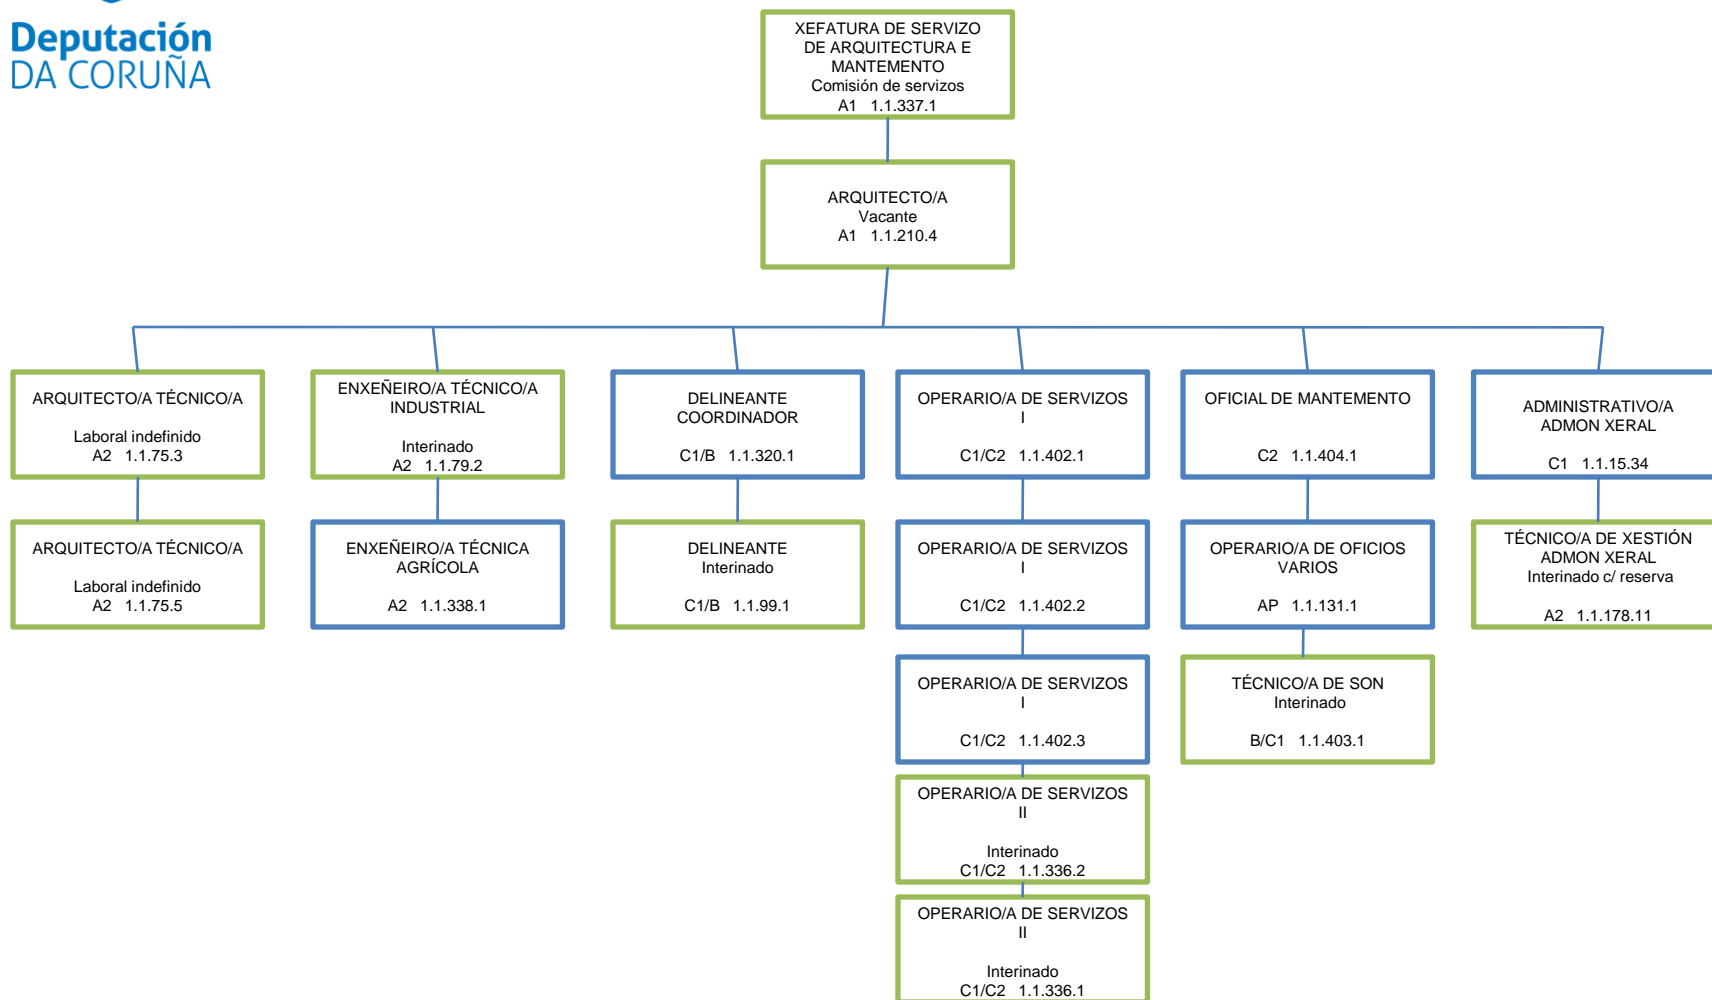 Deputación
DA CORUÑA
XEFATURA DE SERVIZO
DE ARQUITECTURA E
MANTEMENTO
Comisión de servizos
A1 1.1.337.1
ARQUITECTO/A
Vacante
A1 1.1.210.4
ARQUITECTO/A TÉCNICO/A
Laboral indefinido
A2 1.1.75.3
ENXEÑEIRO/A TÉCNICO/A
INDUSTRIAL
Interinado
A2 1.1.79.2
DELINEANTE
COORDINADOR
C1/B 1.1.320.1
OPERARIO/A DE SERVIZOS
I
C1/C2 1.1.402.1
OFICIAL DE MANTEMENTO
C2 1.1.404.1
ADMINISTRATIVO/A
ADMON XERAL
C1 1.1.15.34
ARQUITECTO/A TÉCNICO/A
Laboral indefinido
A2 1.1.75.5
ENXEÑEIRO/A TÉCNICA
AGRÍCOLA
A2 1.1.338.1
DELINEANTE
Interinado
C1/B 1.1.99.1
OPERARIO/A DE SERVIZOS
I
C1/C2 1.1.402.2
OPERARIO/A DE OFICIOS
VARIOS
AP 1.1.131.1
TÉCNICO/A DE XESTIÓN
ADMON XERAL
Interinado c/ reserva
A2 1.1.178.11
OPERARIO/A DE SERVIZOS
I
C1/C2 1.1.402.3
TÉCNICO/A DE SON
Interinado
B/C1 1.1.403.1
OPERARIO/A DE SERVIZOS
II
Interinado
C1/C2 1.1.336.2
OPERARIO/A DE SERVIZOS
II
Interinado
C1/C2 1.1.336.1